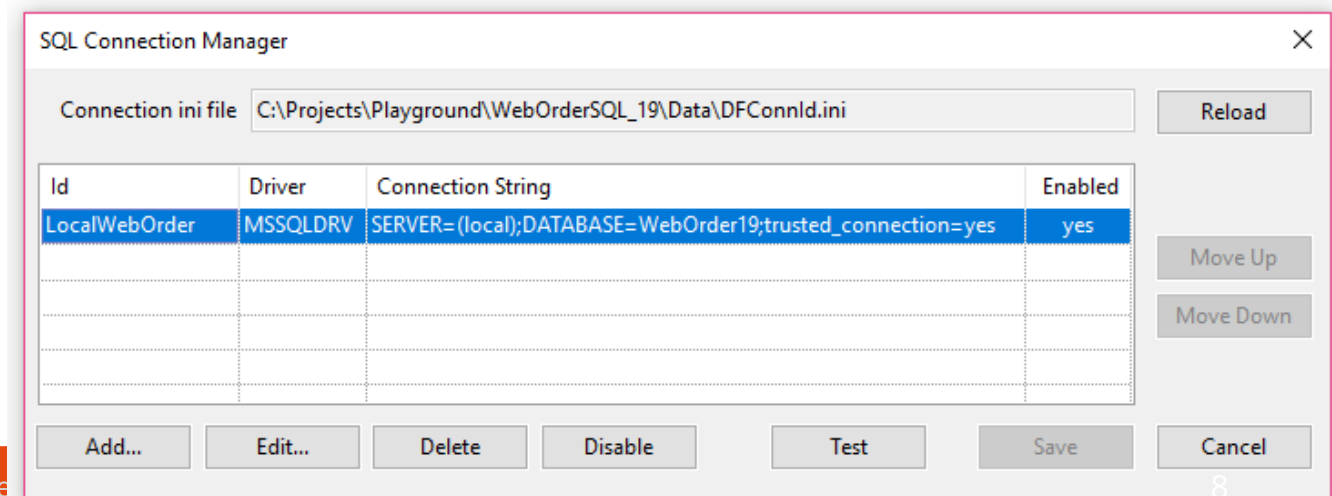 SQL Connection Manager
Connection ini file C:\Projects\Playground\WebOrderSQL_19\Data\DFConnId.ini Reload
Id Driver Connection String Enabled
LocalWebOrder MSSQLDRV SERVER=(local);DATABASE=WebOrder19;trusted_connection=yes yes
Move Up
Move Down
Add... Edit... Delete Disable Test Save Cancel
8